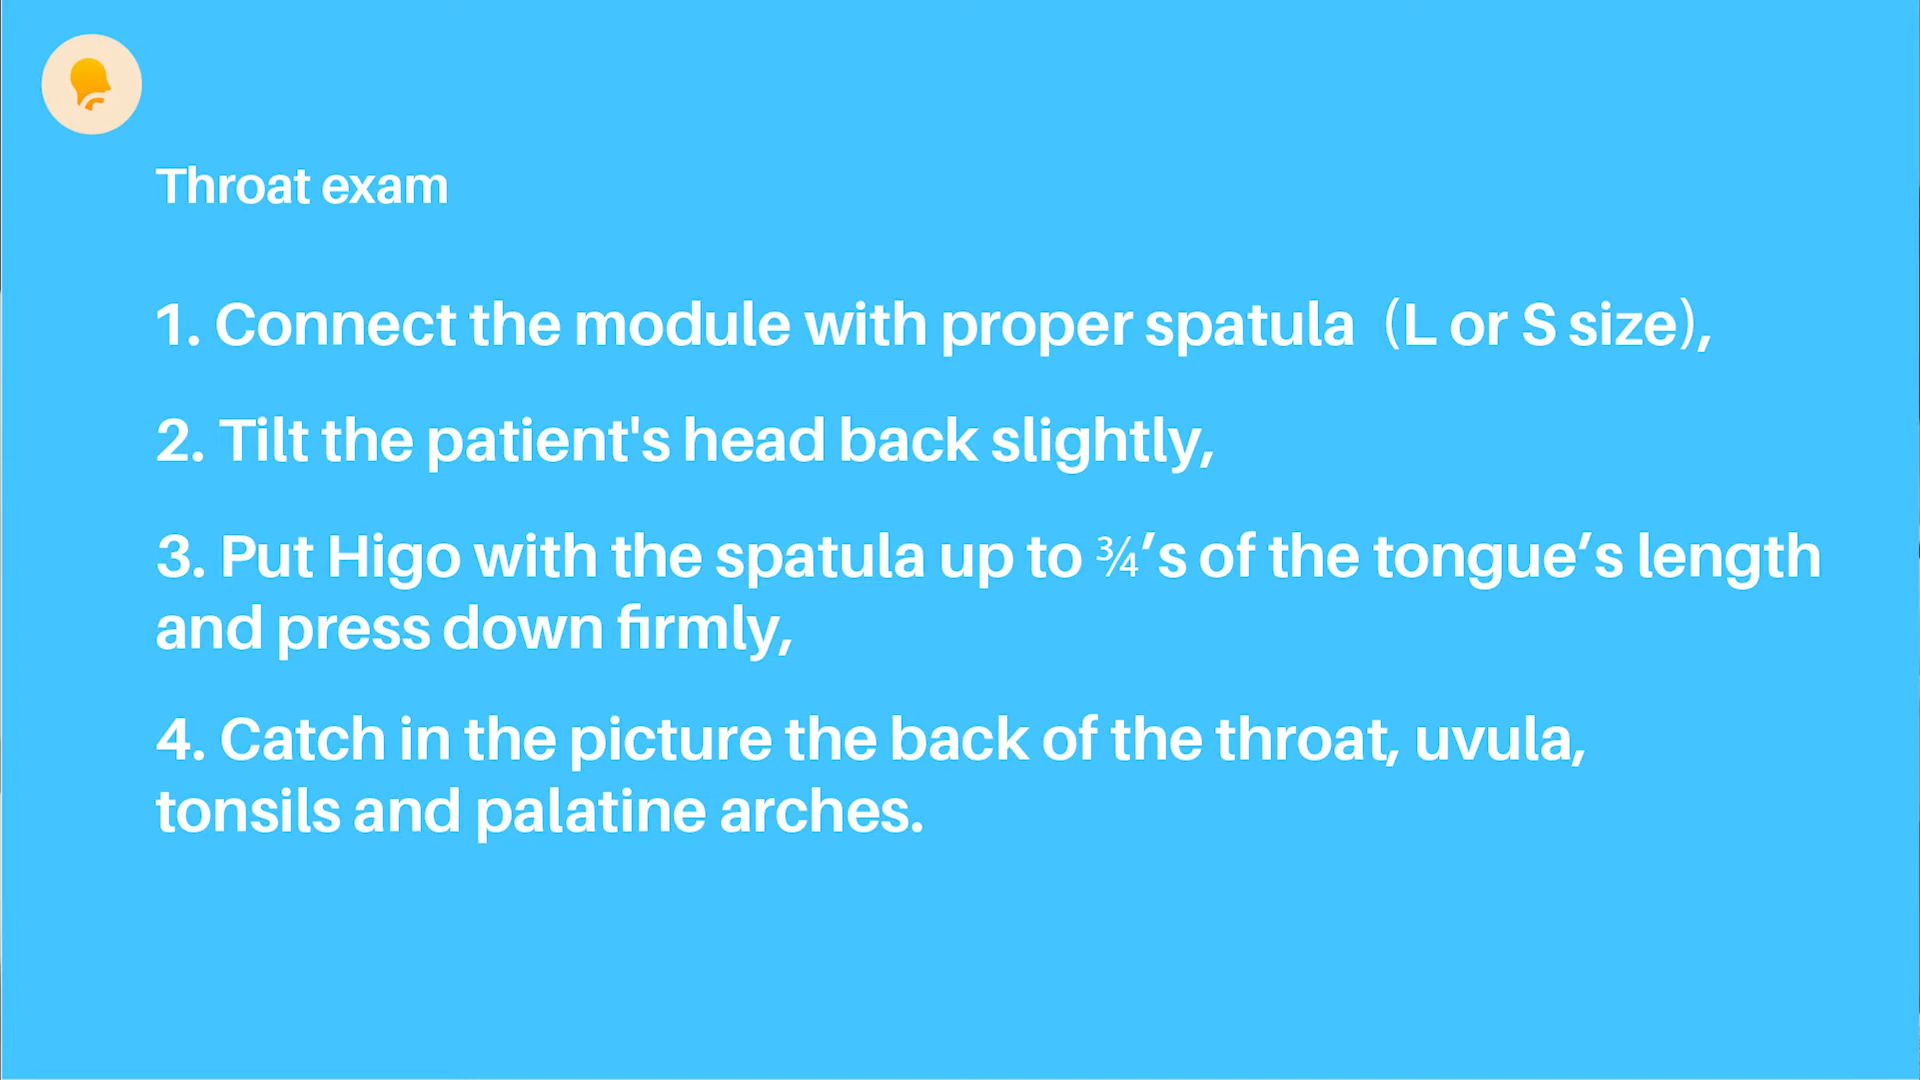 Throat exam
1. Connect the module with proper spatula (L or S size),
2. Tilt the patient's head back slightly,
3. Put Higo with the spatula up to ¾’s of the tongue’s length
and press down firmly,
4. Catch in the picture the back of the throat, uvula,
tonsils and palatine arches.